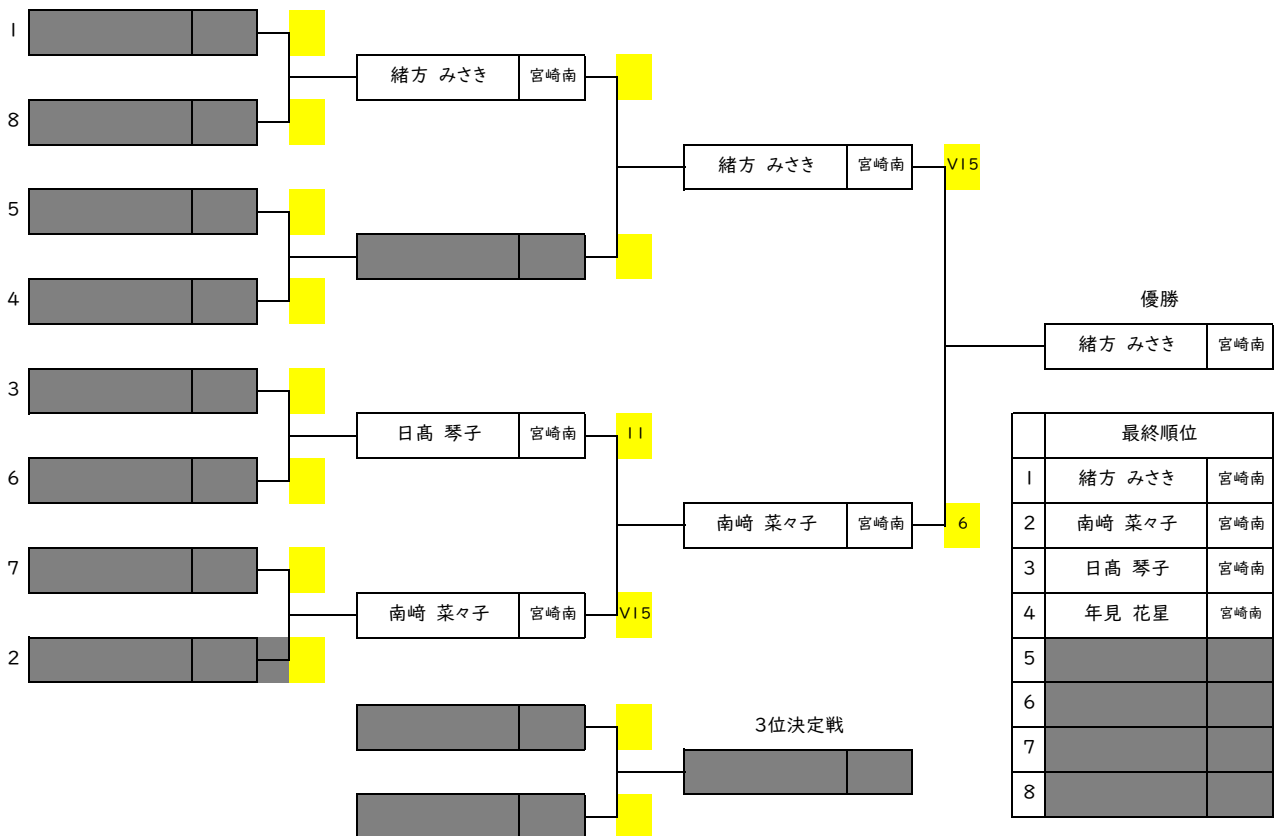 1
緒方 みさき 宮崎南
8
緒方 みさき 宮崎南 V15
5
4
優勝
緒方 みさき 宮崎南
3
日髙 琴子 宮崎南 11
最終順位
6
1 緒方 みさき 宮崎南
南﨑 菜々子 宮崎南 6
2 南﨑 菜々子 宮崎南
7
3 日髙 琴子 宮崎南
南﨑 菜々子 宮崎南 V15
4 年見 花星 宮崎南
2
5
6
3位決定戦
7
8